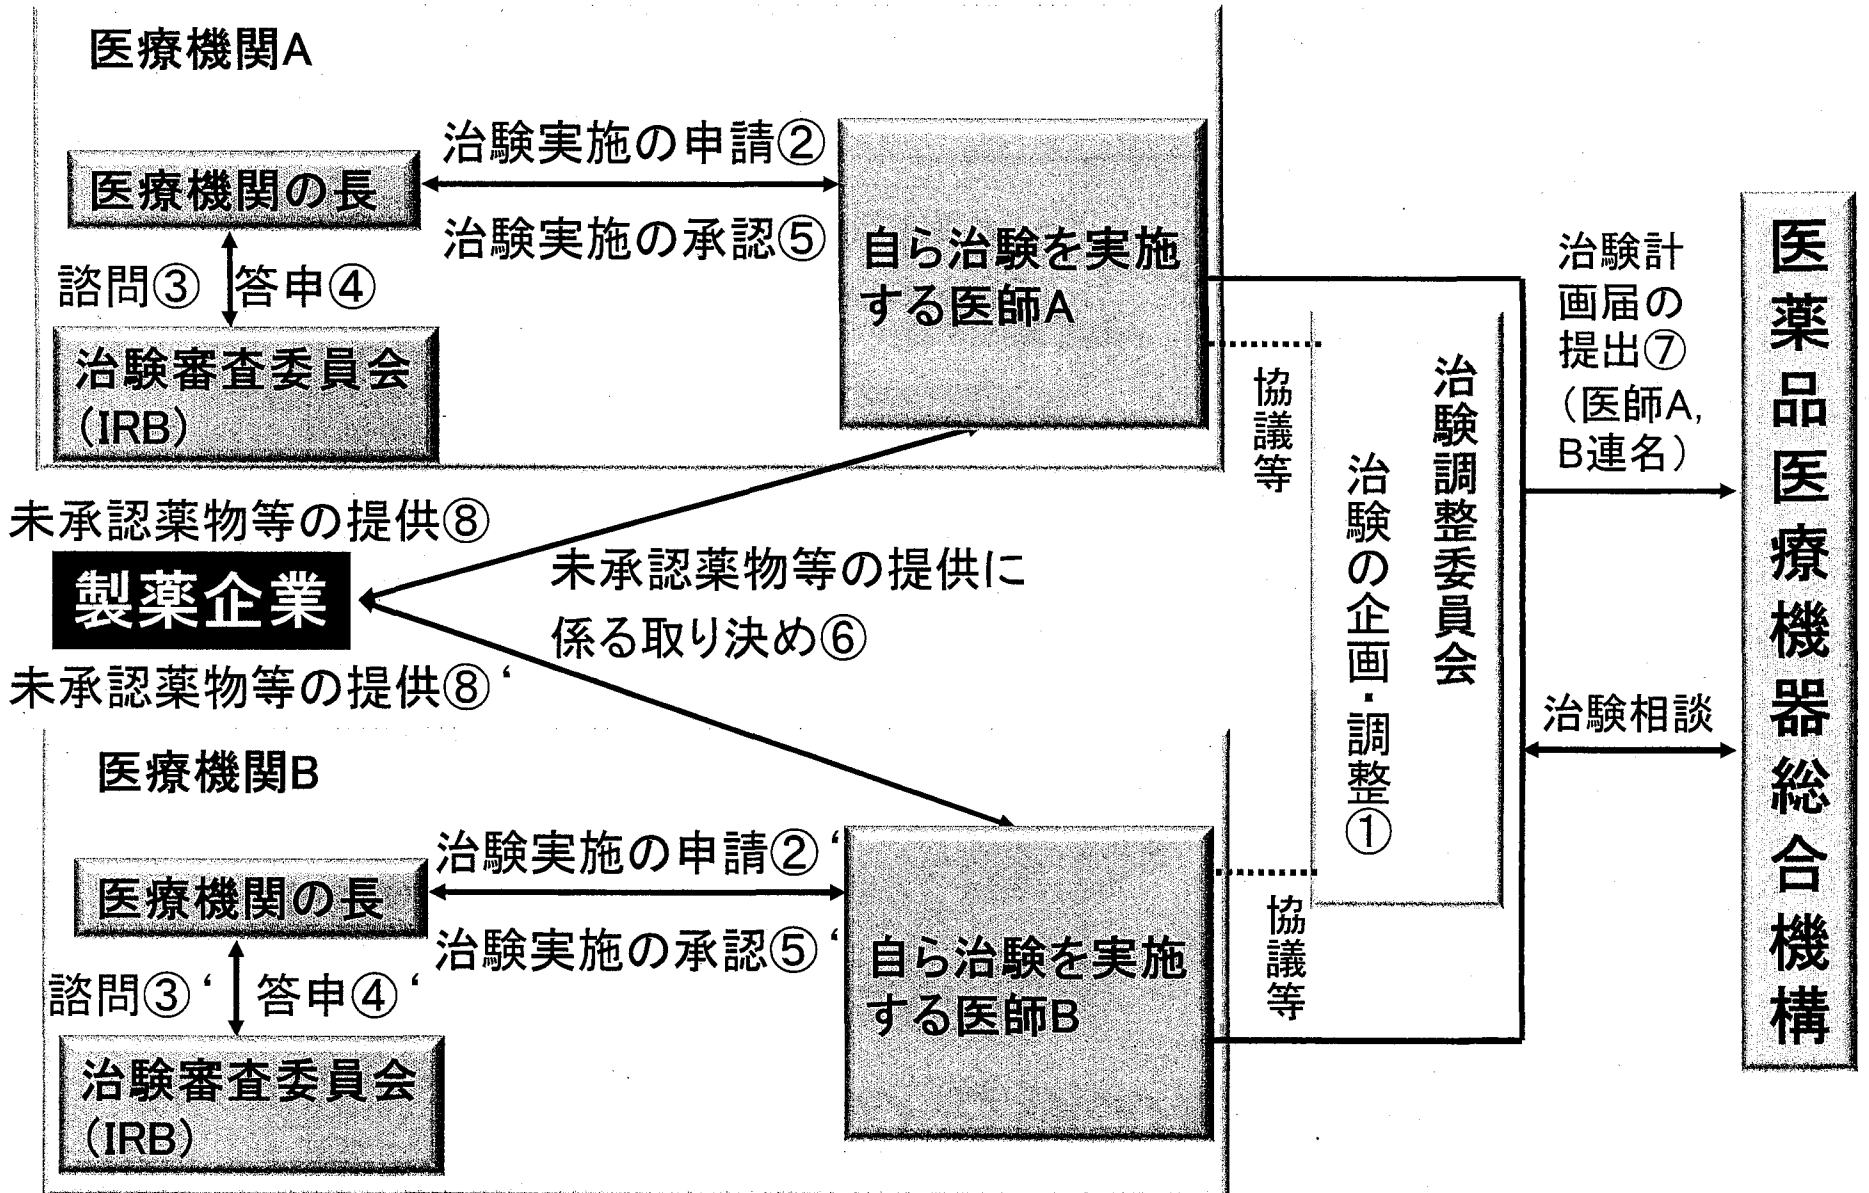 医療機関A
治験実施の申請②
医療機関の長
治験実施の承認⑤
諮問③
答申④
治験審査委員会
(IRB)
自ら治験を実施
する医師A
未承認薬物等の提供⑧
製薬企業
未承認薬物等の提供⑧‘
未承認薬物等の提供に
係る取り決め⑥
協議等
治験調整委員会
治験の企画・調整①
協議等
治験計
画届の
提出⑦
(医師A,
B連名)
治験相談
医薬品医療機器総合機構
医療機関B
治験実施の申請②‘
医療機関の長
治験実施の承認⑤‘
諮問③‘
答申④‘
治験審査委員会
(IRB)
自ら治験を実施
する医師B